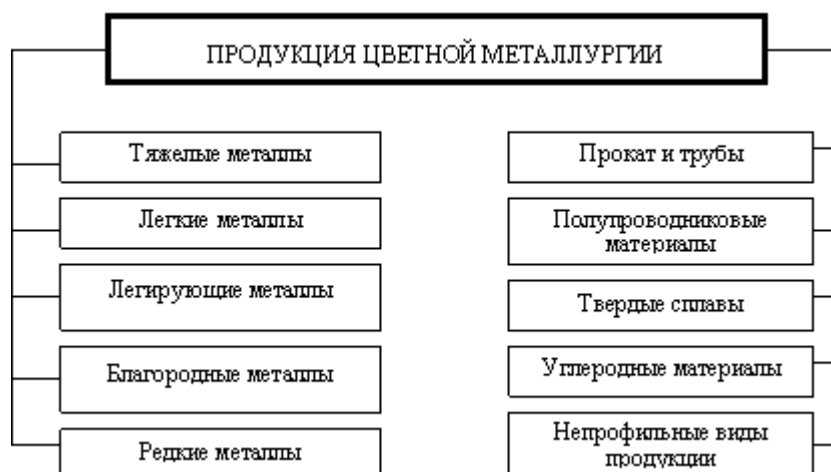 ПРОДУКЦИЯ ЦВЕТНОЙ МЕТАЛЛУРГИИ
Тяжелые металлы
Легкие металлы
Легирующие металлы
Благородные металлы
Редкие металлы
Прокат и трубы
Полупроводниковые
материалы
Твердые сплавы
Углеродные материалы
Непрофильные виды
продукции